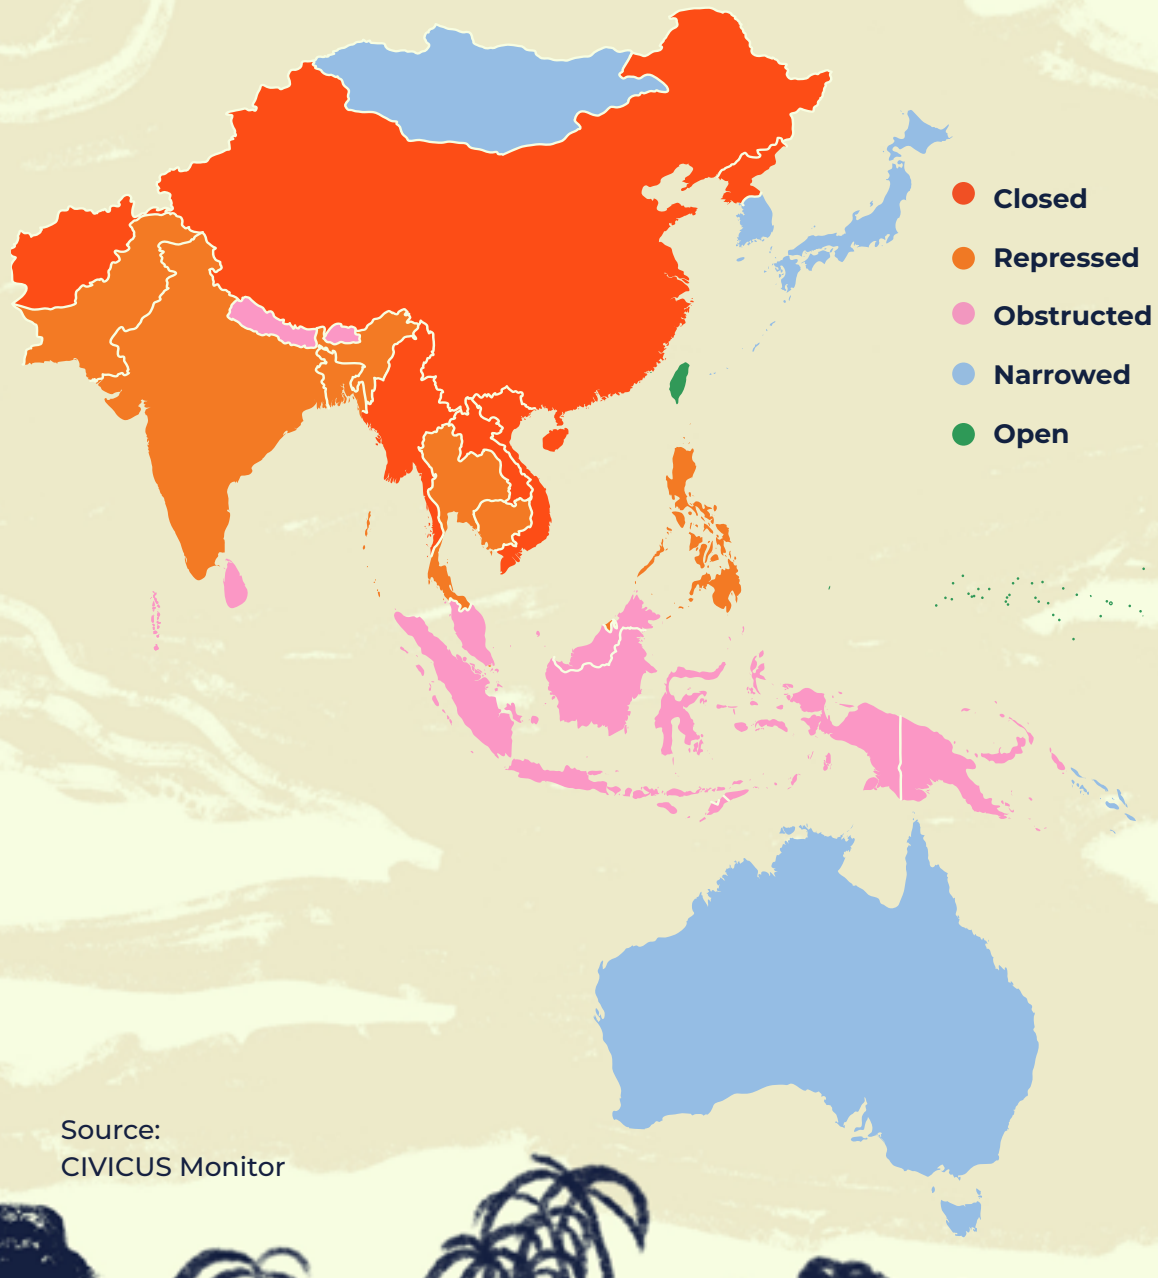 Closed
Repressed
Obstructed
Narrowed
Open
Source:
CIVICUS Monitor